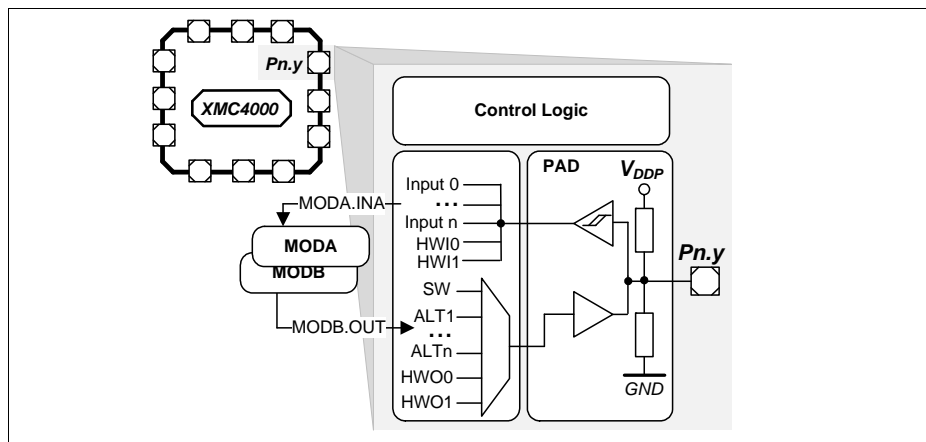 Pn.y
XMC4000
Control Logic
PAD
VDDP
Input 0
...
Input n
HWI0
HWI1
MODA.INA
MODA
MODB
MODB.OUT
SW
ALT1
...
ALTn
HWO0
HWO1
Pn.y
GND